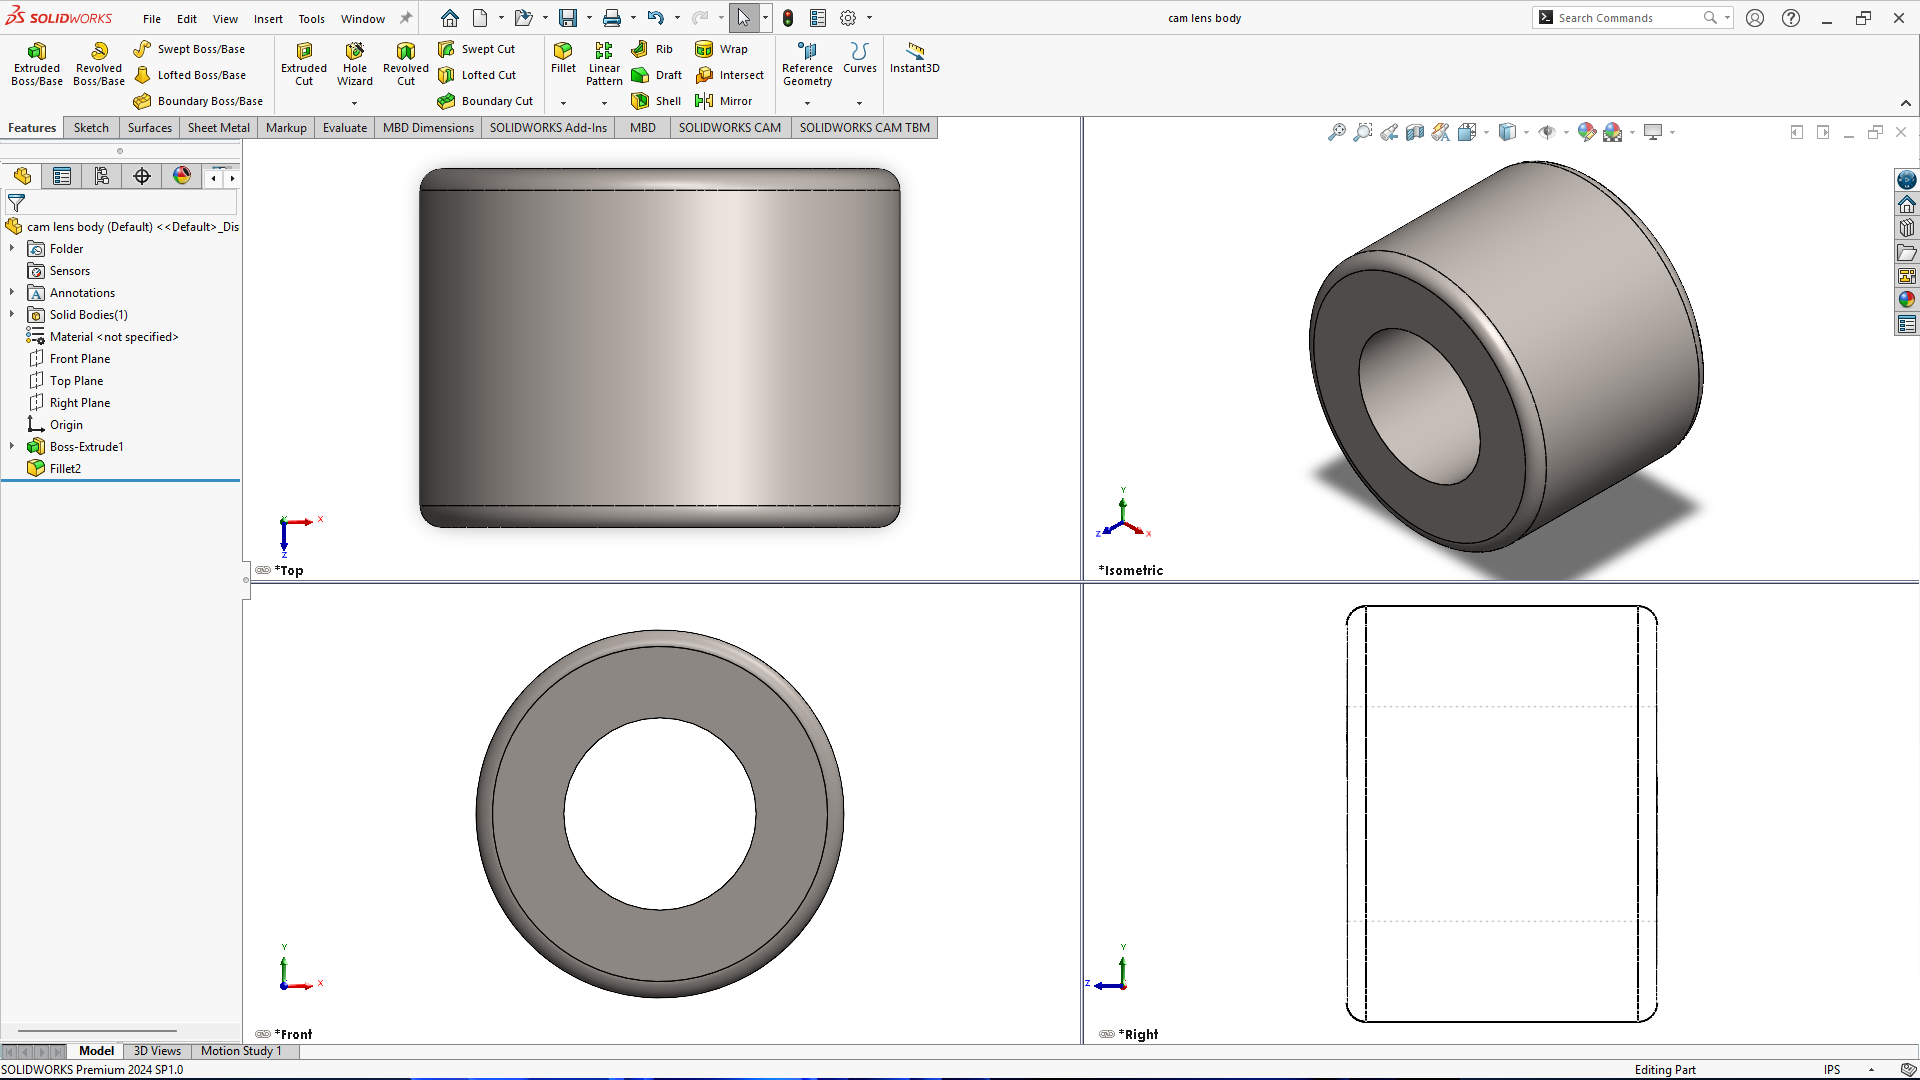 SOLIDWORKS File Edit View Insert Tools Window cam lens body Search Commands
Extruded Boss/Base
Revolved Boss/Base
Swept Boss/Base
Lofted Boss/Base
Boundary Boss/Base
Extruded Cut
Hole Wizard
Revolved Cut
Swept Cut
Lofted Cut
Boundary Cut
Fillet
Linear Pattern
Rib
Draft
Shell
Wrap
Intersect
Mirror
Reference Geometry
Curves
Instant3D
Features Sketch Surfaces Sheet Metal Markup Evaluate MBD Dimensions SOLIDWORKS Add-Ins MBD SOLIDWORKS CAM SOLIDWORKS CAM TBM
cam lens body (Default) <<Default>_Dis
Folder
Sensors
Annotations
Solid Bodies(1)
Material <not specified>
Front Plane
Top Plane
Right Plane
Origin
Boss-Extrude1
Fillet2
Y X Z
*Top
Y Z X
*Isometric
Y X
*Front
Y Z
*Right
Model 3D Views Motion Study 1
SOLIDWORKS Premium 2024 SP1.0 Editing Part IPS